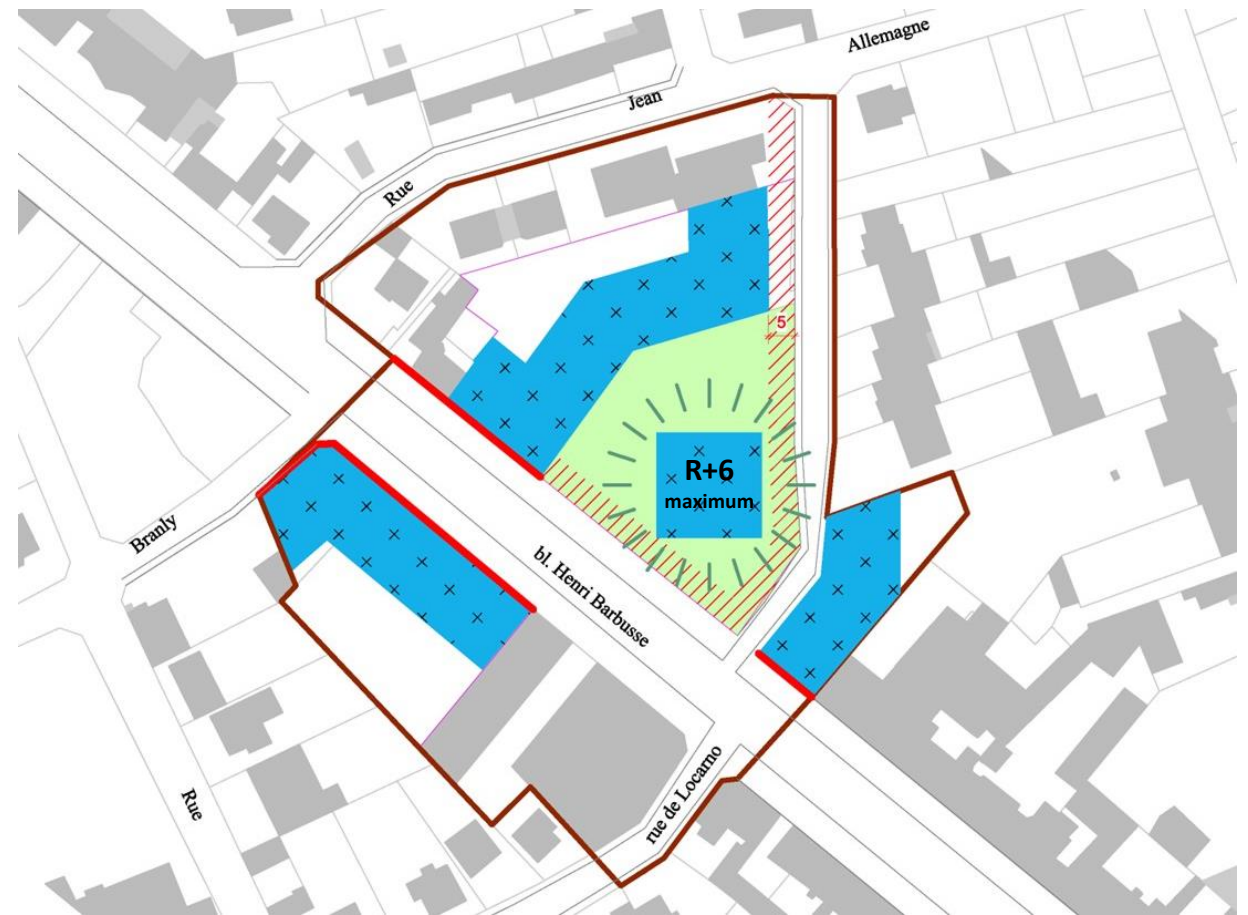 Allemagne
Jean
Rue
5
R+6
maximum
Branly
bl. Henri Barbusse
rue de Locarno
Rue